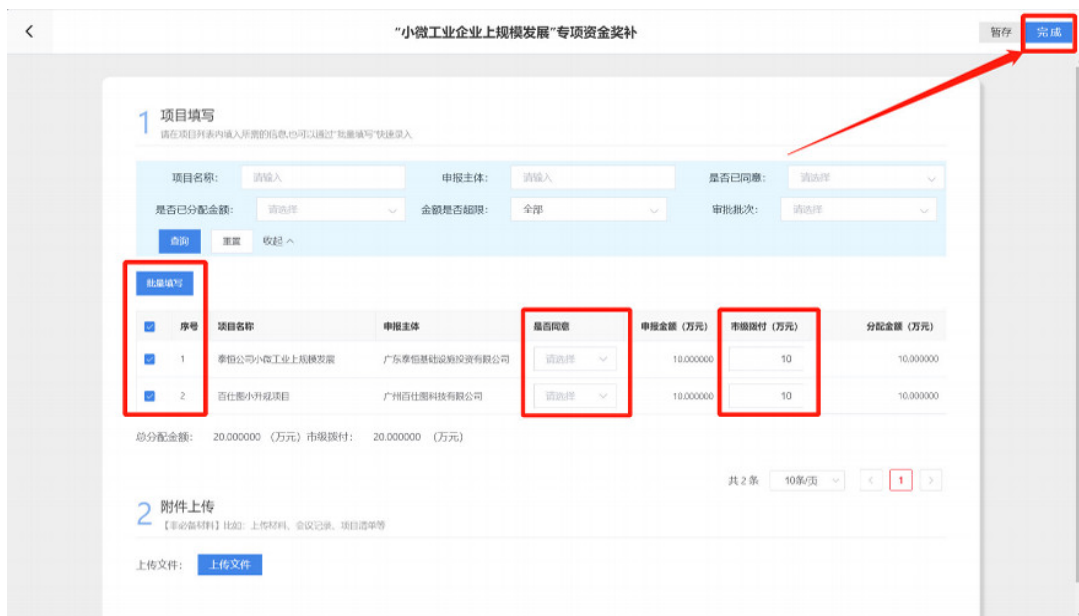 “小微工业企业上规模发展”专项资金奖补 暂存 完成
1 项目填写
请在项目列表内输入所需的信息,也可以通过“批量填写”快速录入
项目名称: 请输入 申报主体: 请输入 是否已同意: 请选择
是否已分配金额: 请选择 金额是否超限: 全部 审批批次: 请选择
查询 重置 收起
批量填写
序号 项目名称 申报主体 是否同意 申报金额 (万元) 市级拨付 (万元) 分配金额 (万元)
1 泰恒公司小微工业上规模发展 广东泰恒基础设施投资有限公司 请选择 10.000000 10 10.000000
2 百仕图小升规项目 广州百仕图科技有限公司 请选择 10.000000 10 10.000000
总分配金额: 20.000000 (万元) 市级拨付: 20.000000 (万元)
共 2 条 10条/页 1
2 附件上传
【非必备材料】比如: 上传材料、会议记录、项目清单等
上传文件: 上传文件